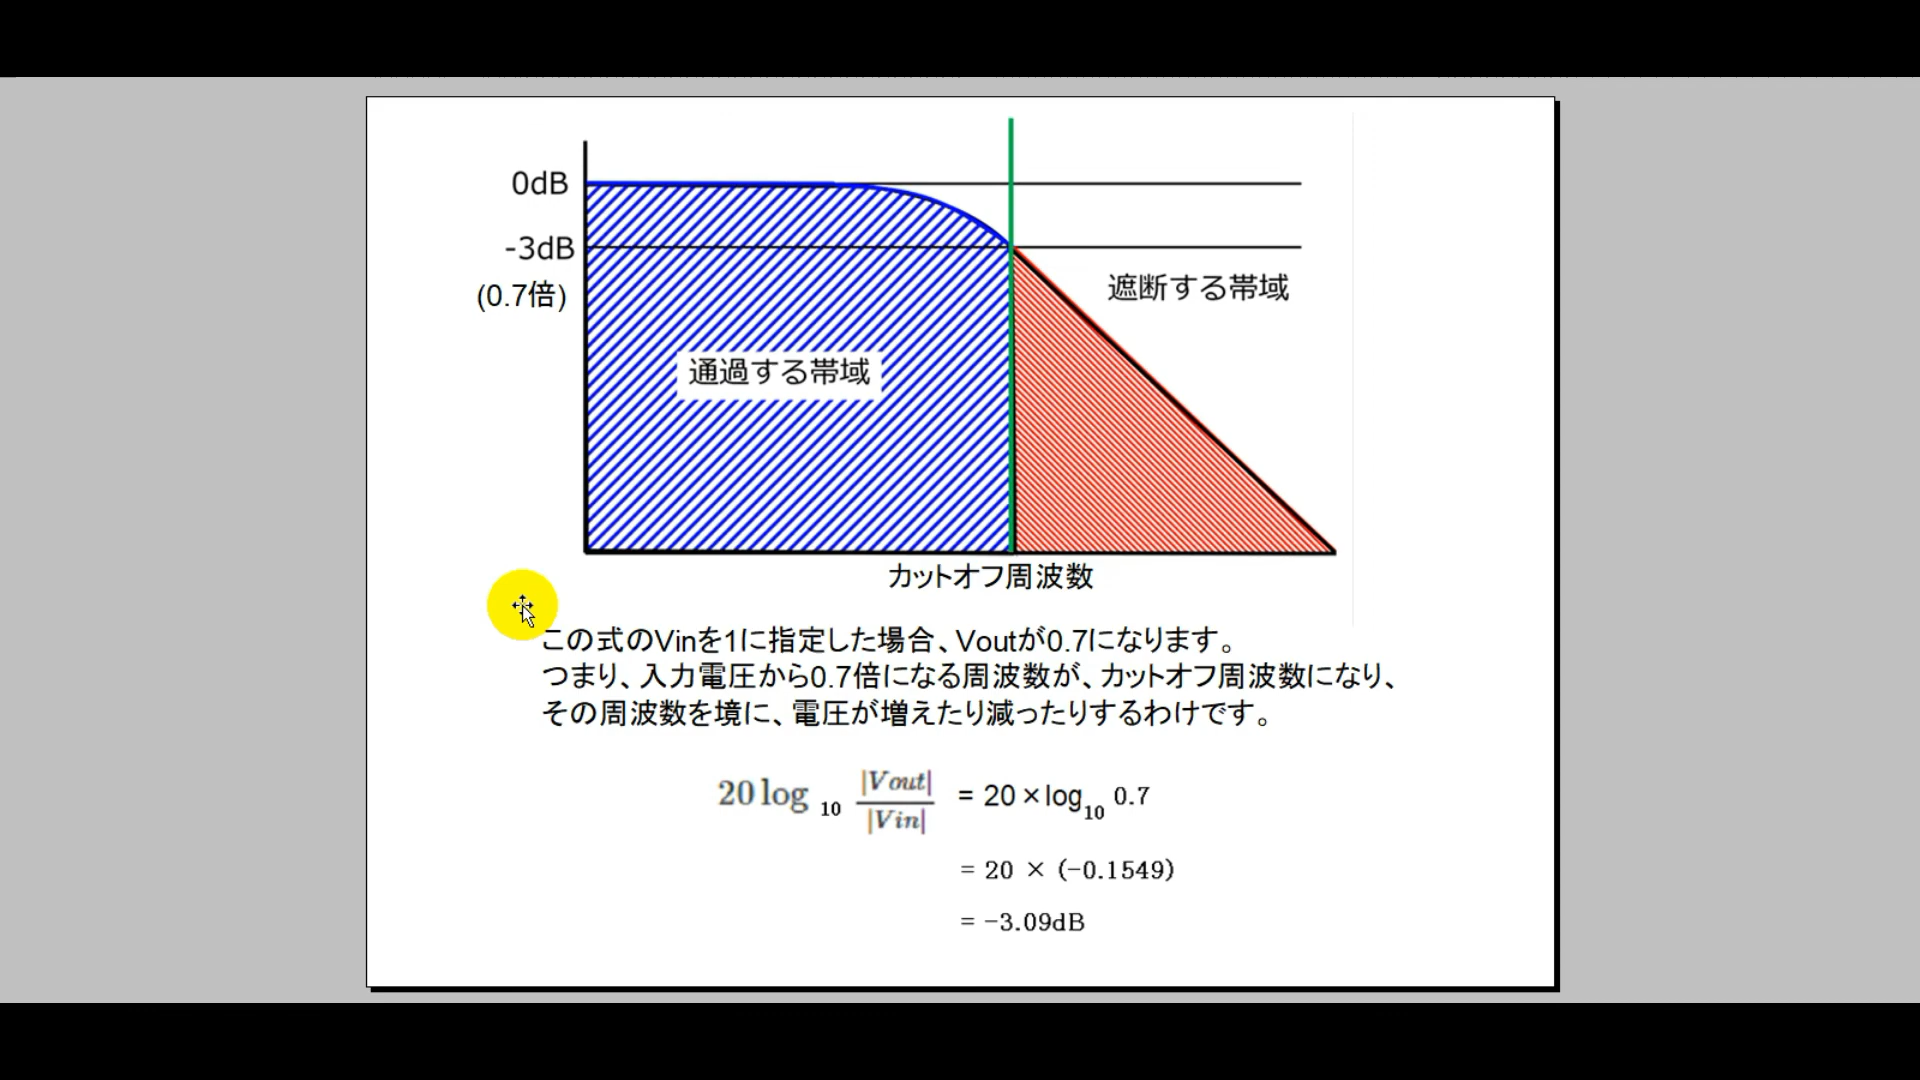 0dB
-3dB
(0.7倍)
遮断する帯域
通過する帯域
カットオフ周波数
この式のVinを1に指定した場合、Voutが0.7になります。
つまり、入力電圧から0.7倍になる周波数が、カットオフ周波数になり、
その周波数を境に、電圧が増えたり減ったりするわけです。
20 log 10 |Vout| / |Vin| = 20 × log10 0.7
= 20 × (-0.1549)
= -3.09dB